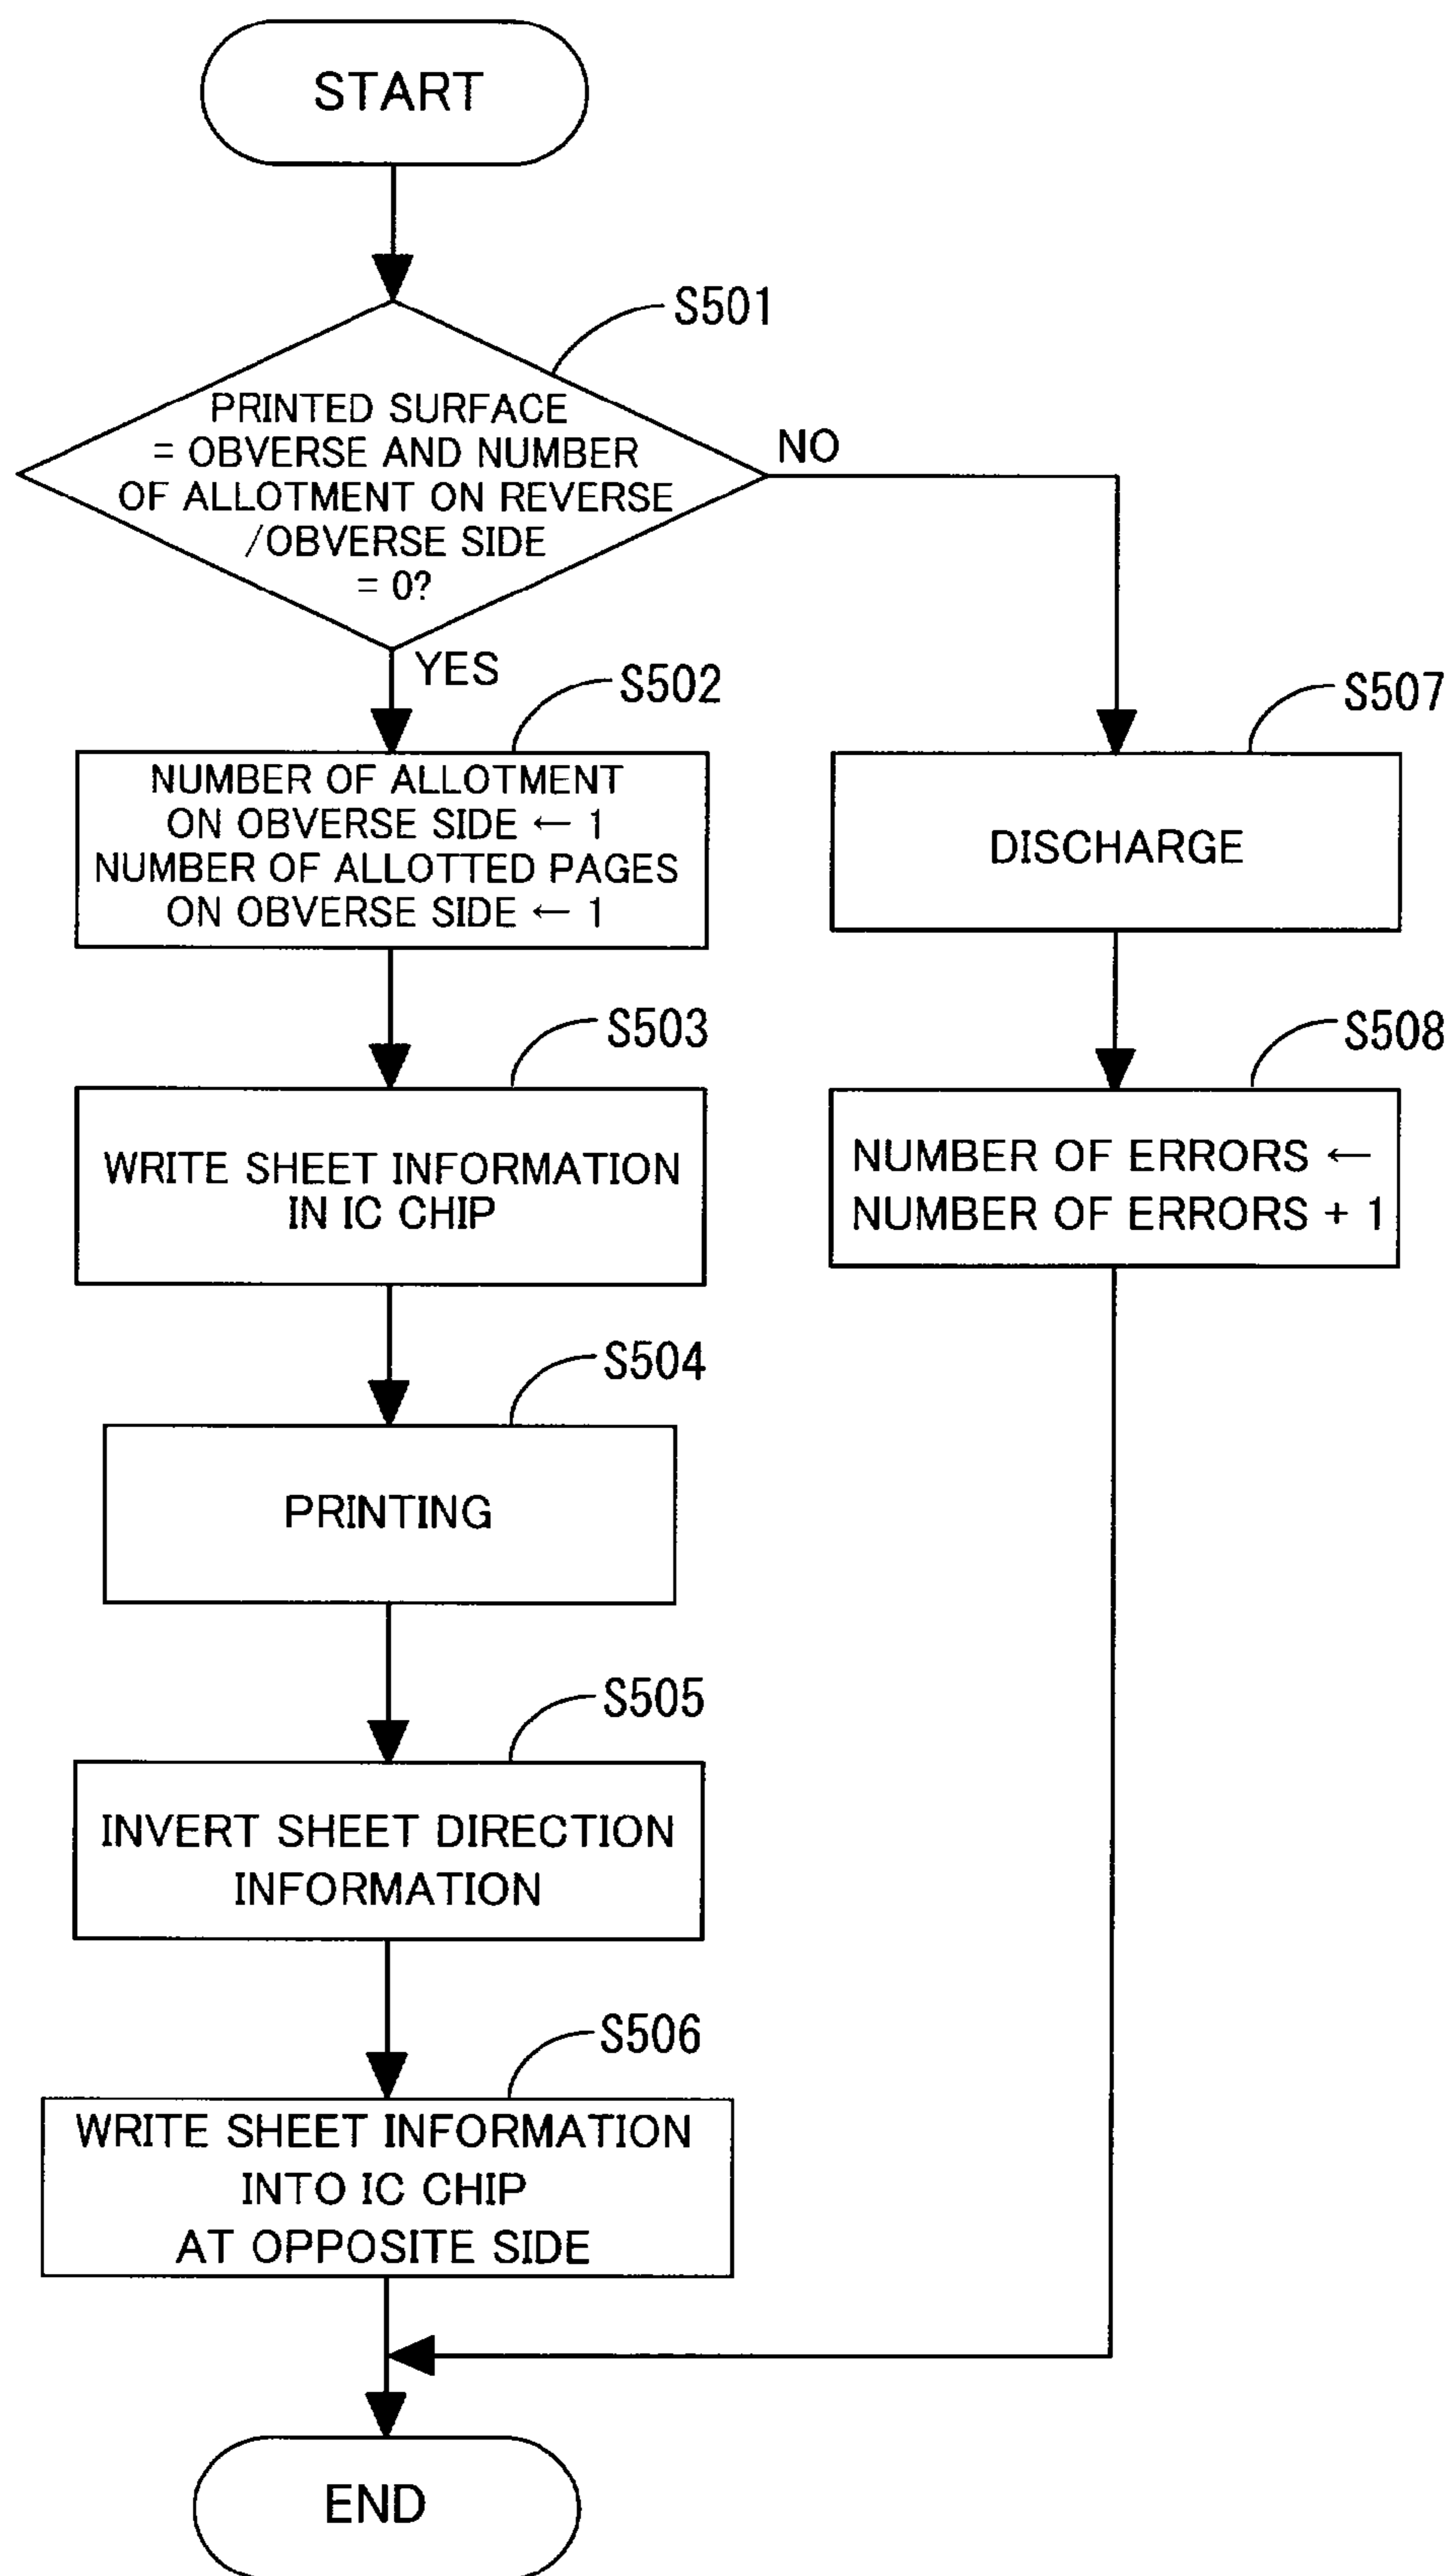 START
S501
PRINTED SURFACE
= OBVERSE AND NUMBER
OF ALLOTMENT ON REVERSE
/OBVERSE SIDE
= 0?
NO
YES
S502
NUMBER OF ALLOTMENT
ON OBVERSE SIDE ← 1
NUMBER OF ALLOTTED PAGES
ON OBVERSE SIDE ← 1
S503
WRITE SHEET INFORMATION
IN IC CHIP
S504
PRINTING
S505
INVERT SHEET DIRECTION
INFORMATION
S506
WRITE SHEET INFORMATION
INTO IC CHIP
AT OPPOSITE SIDE
S507
DISCHARGE
S508
NUMBER OF ERRORS ←
NUMBER OF ERRORS + 1
END